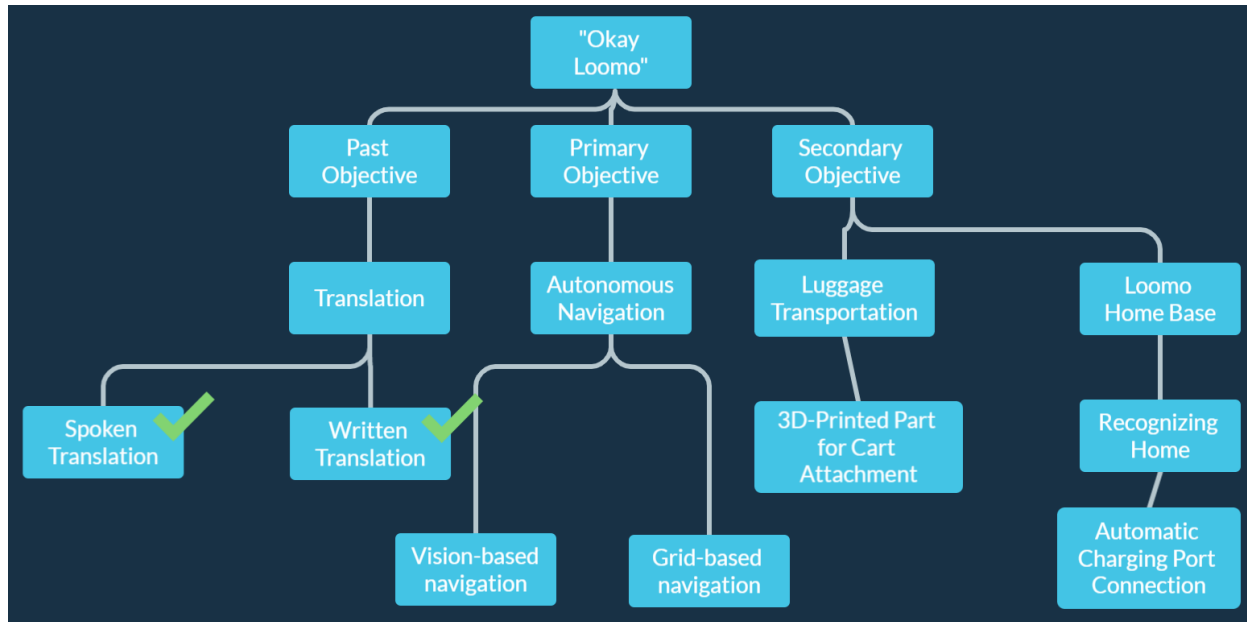 "Okay
Loomo"
Past
Objective
Primary
Objective
Secondary
Objective
Translation
Autonomous
Navigation
Luggage
Transportation
Loomo
Home Base
Spoken
Translation
Written
Translation
3D-Printed Part
for Cart
Attachment
Recognizing
Home
Vision-based
navigation
Grid-based
navigation
Automatic
Charging Port
Connection